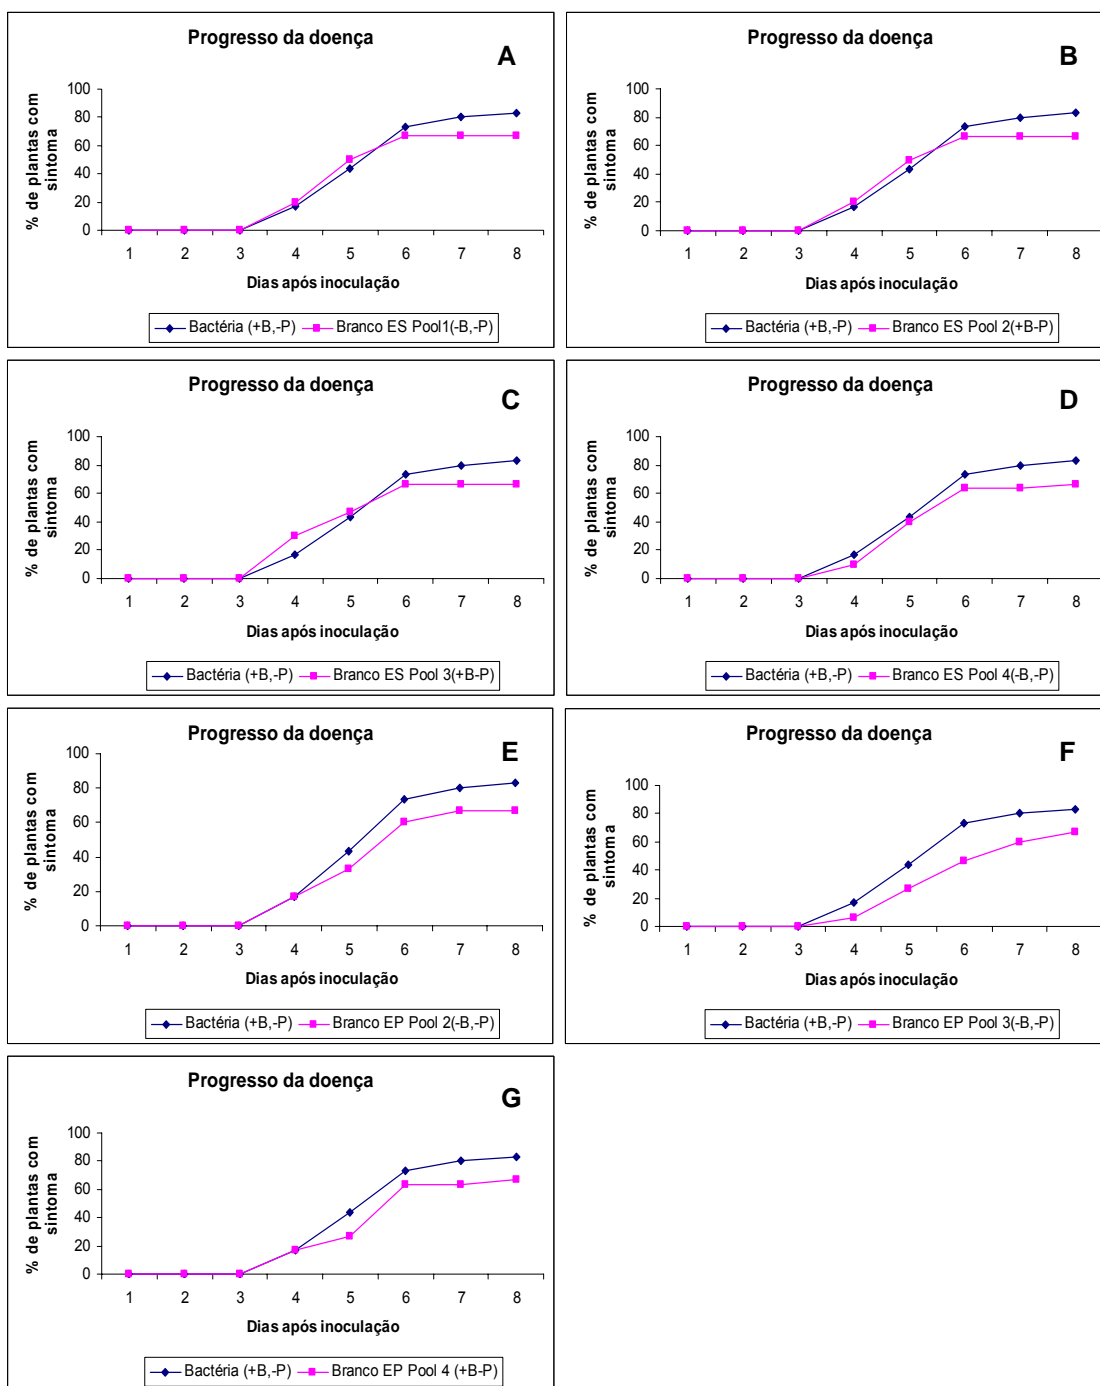 Progresso da doença
A
% de plantas com
sintoma
100
80
60
40
20
0
1 2 3 4 5 6 7 8
Dias após inoculação
Bactéria (+B,-P) Branco ES Pool1(-B,-P)
Progresso da doença
B
% de plantas com
sintoma
100
80
60
40
20
0
1 2 3 4 5 6 7 8
Dias após inoculação
Bactéria (+B,-P) Branco ES Pool 2(+B-P)
Progresso da doença
C
% de plantas com
sintoma
100
80
60
40
20
0
1 2 3 4 5 6 7 8
Dias após inoculação
Bactéria (+B,-P) Branco ES Pool 3(+B-P)
Progresso da doença
D
% de plantas com
sintoma
100
80
60
40
20
0
1 2 3 4 5 6 7 8
Dias após inoculação
Bactéria (+B,-P) Branco ES Pool 4(-B,-P)
Progresso da doença
E
% de plantas com
sintoma
100
80
60
40
20
0
1 2 3 4 5 6 7 8
Dias após inoculação
Bactéria (+B,-P) Branco EP Pool 2(-B,-P)
Progresso da doença
F
% de plantas com
sintoma
100
80
60
40
20
0
1 2 3 4 5 6 7 8
Dias após inoculação
Bactéria (+B,-P) Branco EP Pool 3(-B,-P)
Progresso da doença
G
% de plantas com
sintoma
100
80
60
40
20
0
1 2 3 4 5 6 7 8
Dias após inoculação
Bactéria (+B,-P) Branco EP Pool 4 (+B-P)